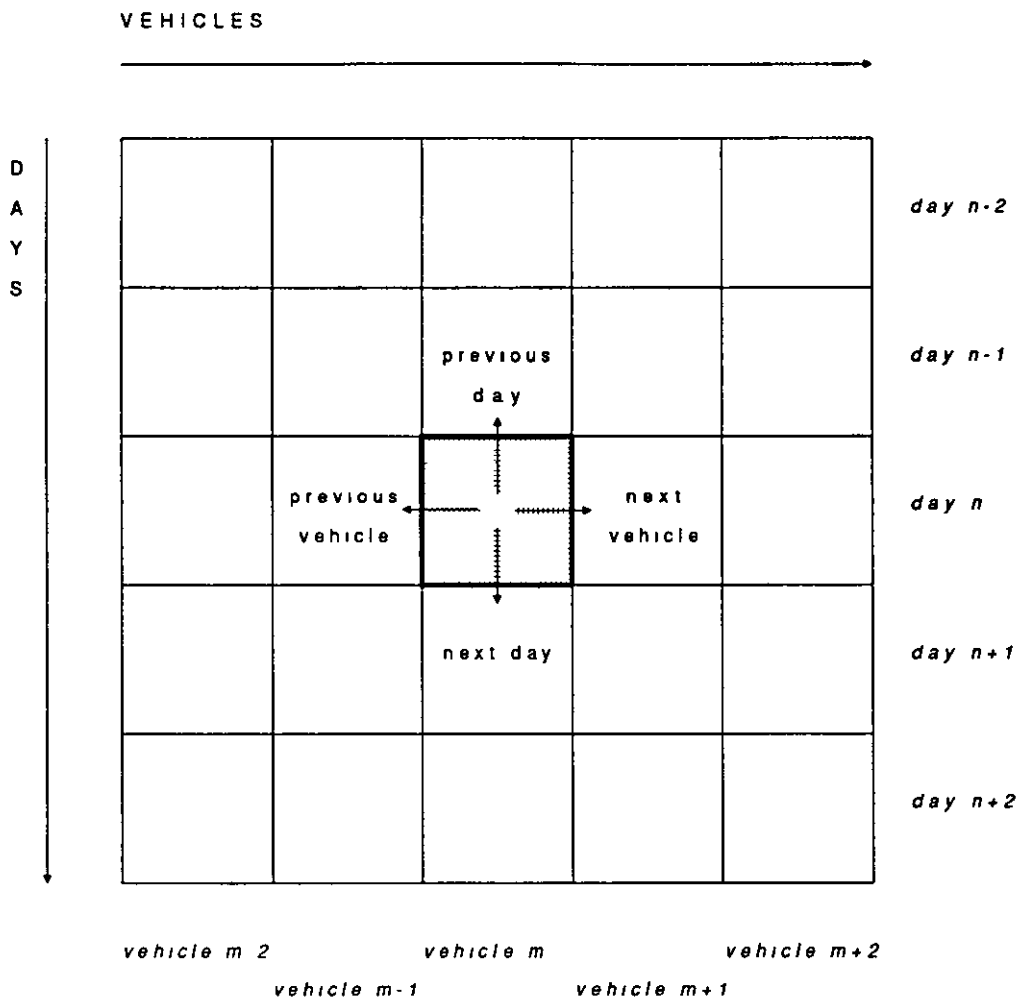 VEHICLES
D
A
Y
S
day n-2
previous
day
day n-1
previous
vehicle
next
vehicle
day n
next day
day n+1
day n+2
vehicle m 2
vehicle m
vehicle m+2
vehicle m-1
vehicle m+1